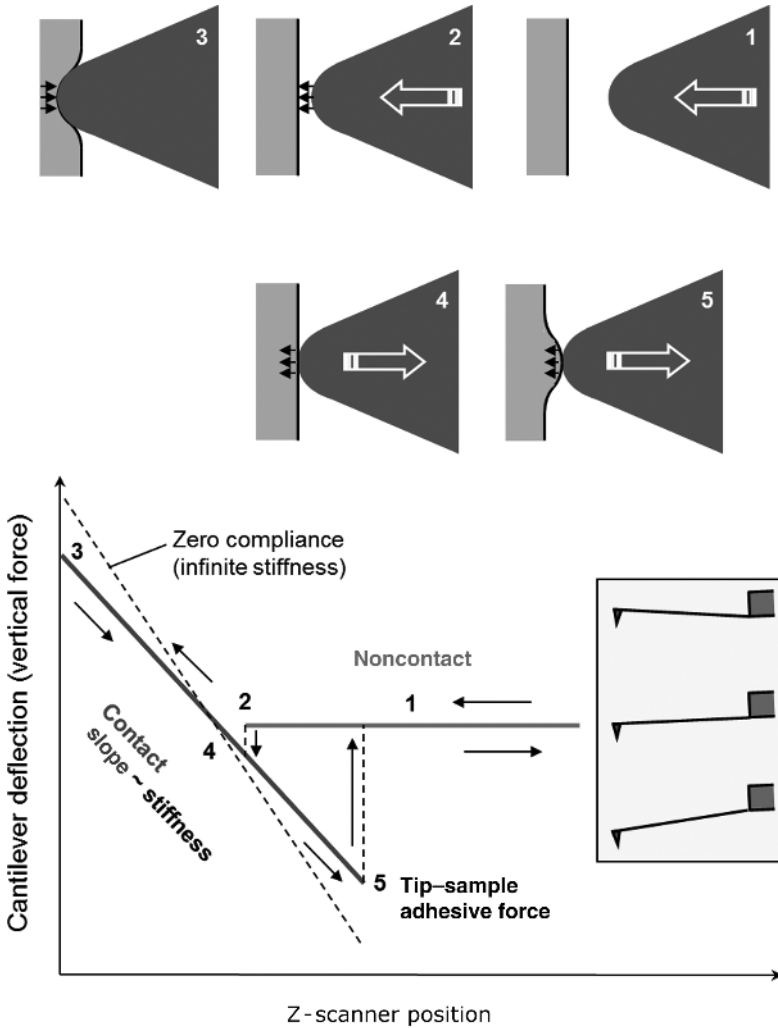 3
2
1
4
5
Cantilever deflection (vertical force)
3
Zero compliance
(infinite stiffness)
Noncontact
2
1
4
Contact
slope ~ stiffness
5
Tip–sample
adhesive force
Z-scanner position